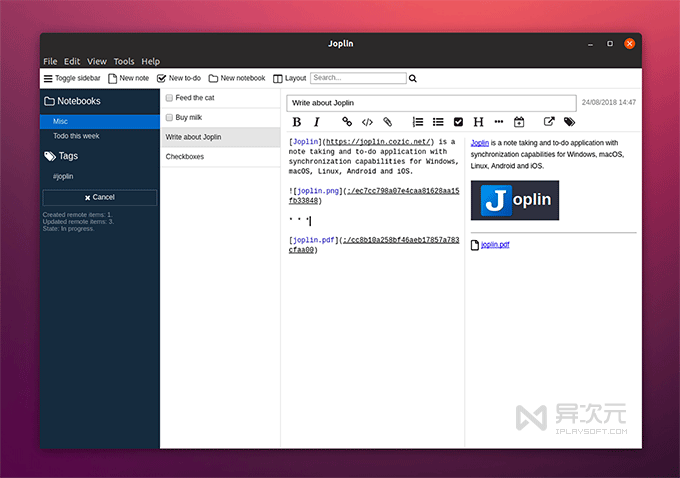 Joplin
File Edit View Tools Help
Toggle sidebar New note New to-do New notebook Layout Search...
Notebooks
Misc
Todo this week
Tags
#joplin
Cancel
Created remote items: 1.
Updated remote items: 3.
State: In progress.
Feed the cat
Buy milk
Write about Joplin
Checkboxes
Write about Joplin
24/08/2018 14:47
B I H
[Joplin](https://joplin.cozic.net/) is a
note taking and to-do application with
synchronization capabilities for Windows,
macOS, Linux, Android and iOS.
![joplin.png](:/ec7cc798a07e4caa81628aa15
fb33848)
* * *
[joplin.pdf](:/cc8b10a258bf46aeb17857a783
cfaa00)
Joplin is a note taking and to-do application with
synchronization capabilities for Windows, macOS,
Linux, Android and iOS.
J Joplin
joplin.pdf
异次元
IPLAYSOFT.COM